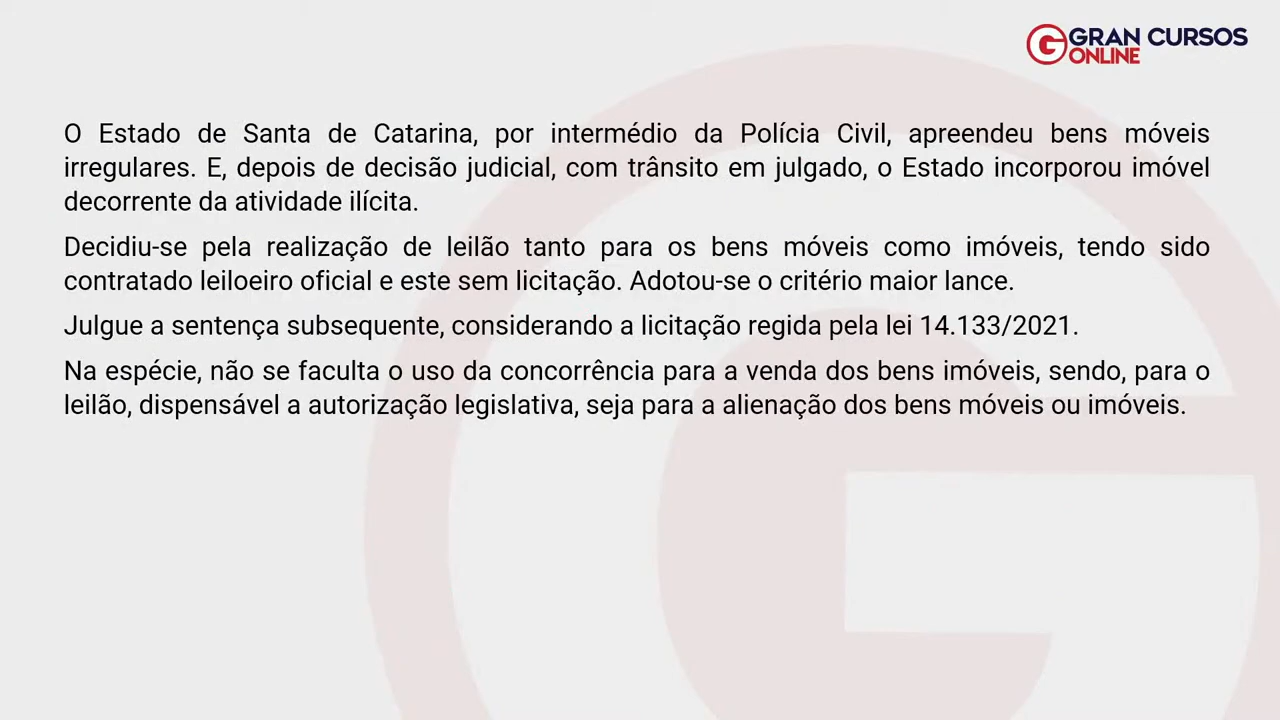 GRAN CURSOS
ONLINE
O Estado de Santa de Catarina, por intermédio da Polícia Civil, apreendeu bens móveis
irregulares. E, depois de decisão judicial, com trânsito em julgado, o Estado incorporou imóvel
decorrente da atividade ilícita.
Decidiu-se pela realização de leilão tanto para os bens móveis como imóveis, tendo sido
contratado leiloeiro oficial e este sem licitação. Adotou-se o critério maior lance.
Julgue a sentença subsequente, considerando a licitação regida pela lei 14.133/2021.
Na espécie, não se faculta o uso da concorrência para a venda dos bens imóveis, sendo, para o
leilão, dispensável a autorização legislativa, seja para a alienação dos bens móveis ou imóveis.